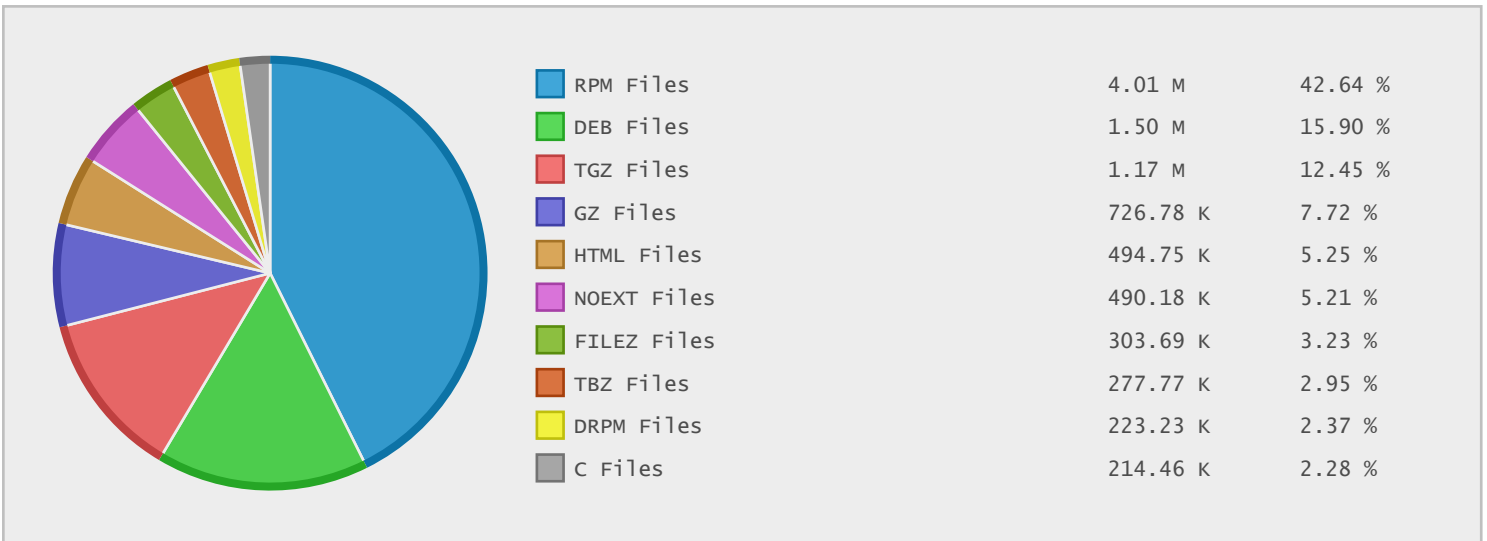 RPM Files 4.01 M 42.64 %
DEB Files 1.50 M 15.90 %
TGZ Files 1.17 M 12.45 %
GZ Files 726.78 K 7.72 %
HTML Files 494.75 K 5.25 %
NOEXT Files 490.18 K 5.21 %
FILEZ Files 303.69 K 3.23 %
TBZ Files 277.77 K 2.95 %
DRPM Files 223.23 K 2.37 %
C Files 214.46 K 2.28 %